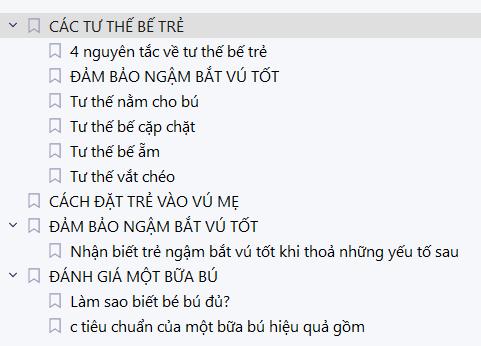 CÁC TƯ THẾ BẾ TRẺ
4 nguyên tắc về tư thế bế trẻ
ĐẢM BẢO NGẬM BẮT VÚ TỐT
Tư thế nằm cho bú
Tư thế bế cặp chặt
Tư thế bế ẵm
Tư thế vắt chéo
CÁCH ĐẶT TRẺ VÀO VÚ MẸ
ĐẢM BẢO NGẬM BẮT VÚ TỐT
Nhận biết trẻ ngậm bắt vú tốt khi thoả những yếu tố sau
ĐÁNH GIÁ MỘT BỮA BÚ
Làm sao biết bé bú đủ?
c tiêu chuẩn của một bữa bú hiệu quả gồm